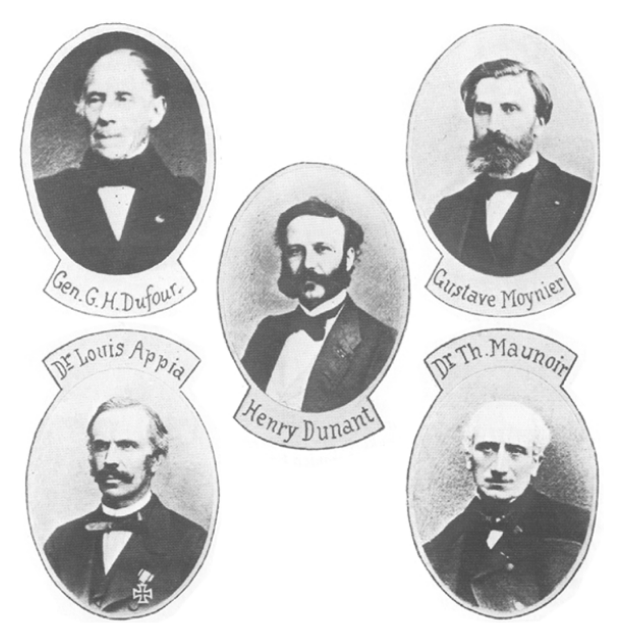 Gen. G. H. Dufour.
Gustave Moynier
Henry Dunant
Dr Louis Appia
Dr Th. Maunoir